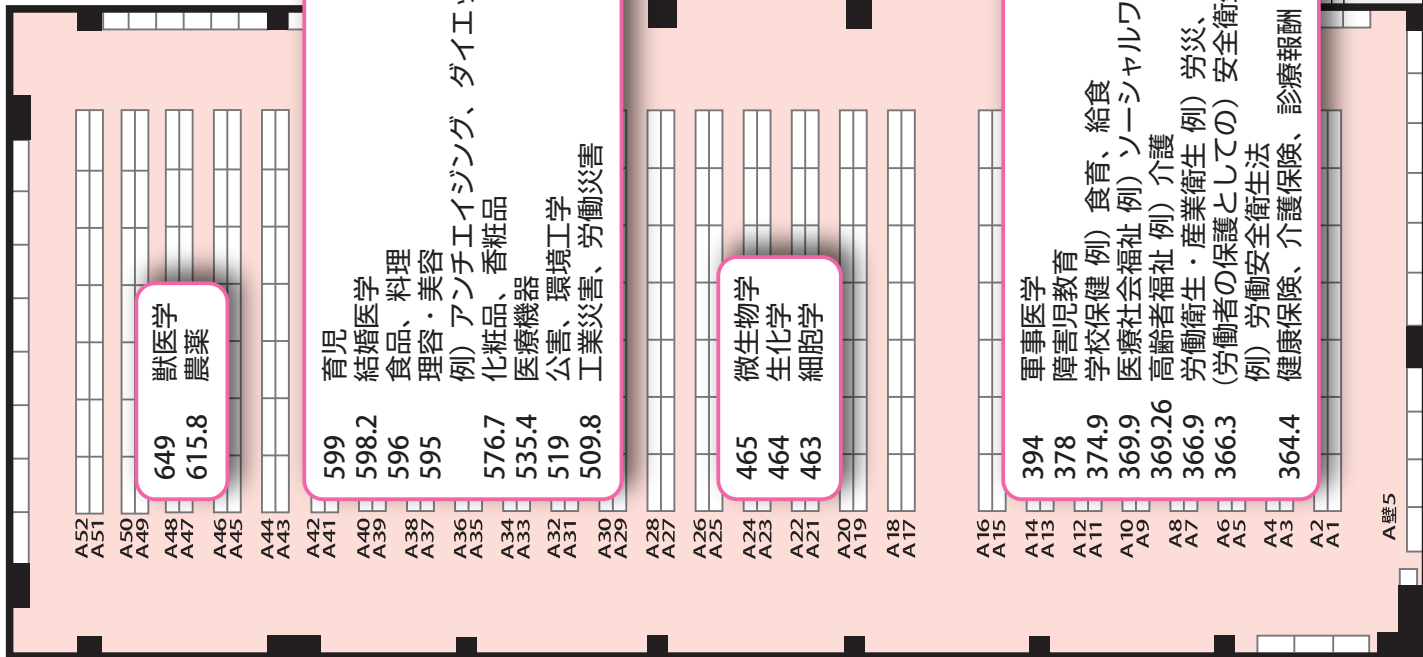 649 獣医学
615.8 農薬
599 育児
598.2 結婚医学
596 食品、料理
595 理容・美容
例）アンチエイジング、ダイエッ
576.7 化粧品、香粧品
535.4 医療機器
519 公害、環境工学
509.8 工業災害、労働災害
465 微生物学
464 生化学
463 細胞学
394 軍事医学
378 障害児教育
374.9 学校保健 例）食育、給食
369.9 医療社会福祉 例）ソーシャルワ
369.26 高齢者福祉 例）介護
366.9 労働衛生・産業衛生 例）労災、
366.3 (労働者の保護としての) 安全衛
例）労働安全衛生法
364.4 健康保険、介護保険、診療報酬
A52
A51
A50
A49
A48
A47
A46
A45
A44
A43
A42
A41
A40
A39
A38
A37
A36
A35
A34
A33
A32
A31
A30
A29
A28
A27
A26
A25
A24
A23
A22
A21
A20
A19
A18
A17
A16
A15
A14
A13
A12
A11
A10
A9
A8
A7
A6
A5
A4
A3
A2
A1
A壁5